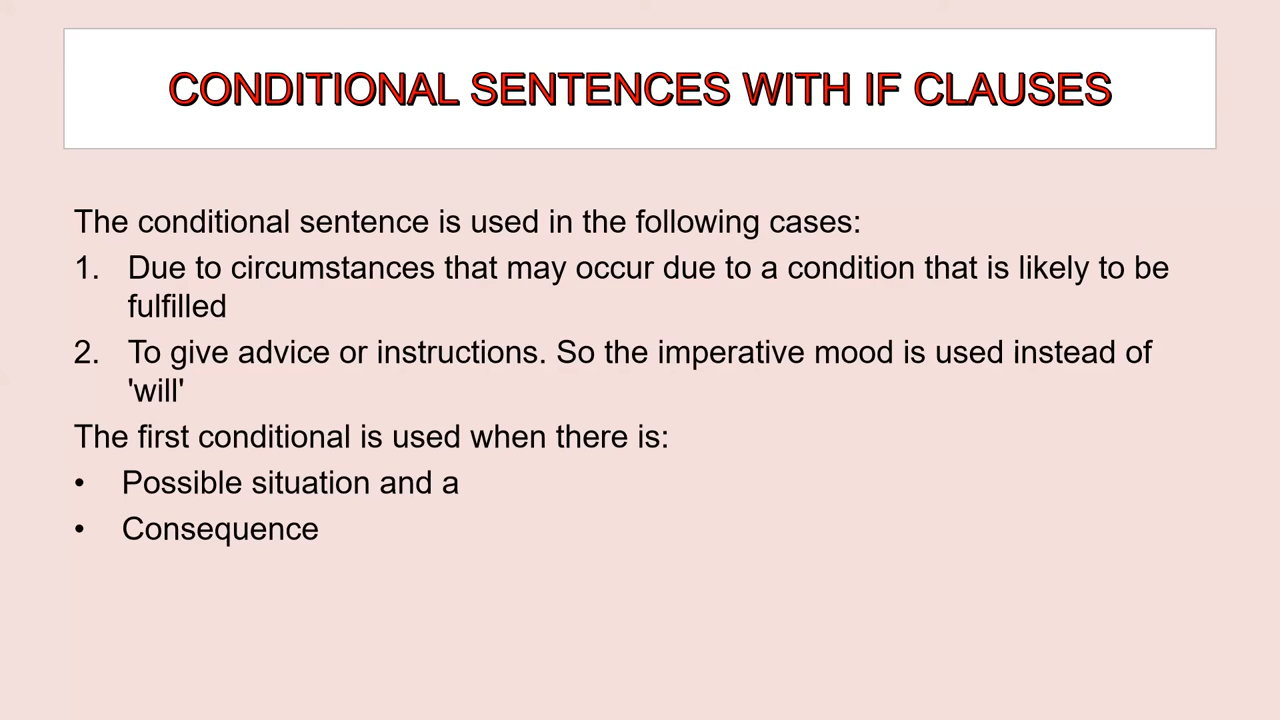 CONDITIONAL SENTENCES WITH IF CLAUSES
The conditional sentence is used in the following cases:
1. Due to circumstances that may occur due to a condition that is likely to be
fulfilled
2. To give advice or instructions. So the imperative mood is used instead of
'will'
The first conditional is used when there is:
• Possible situation and a
• Consequence